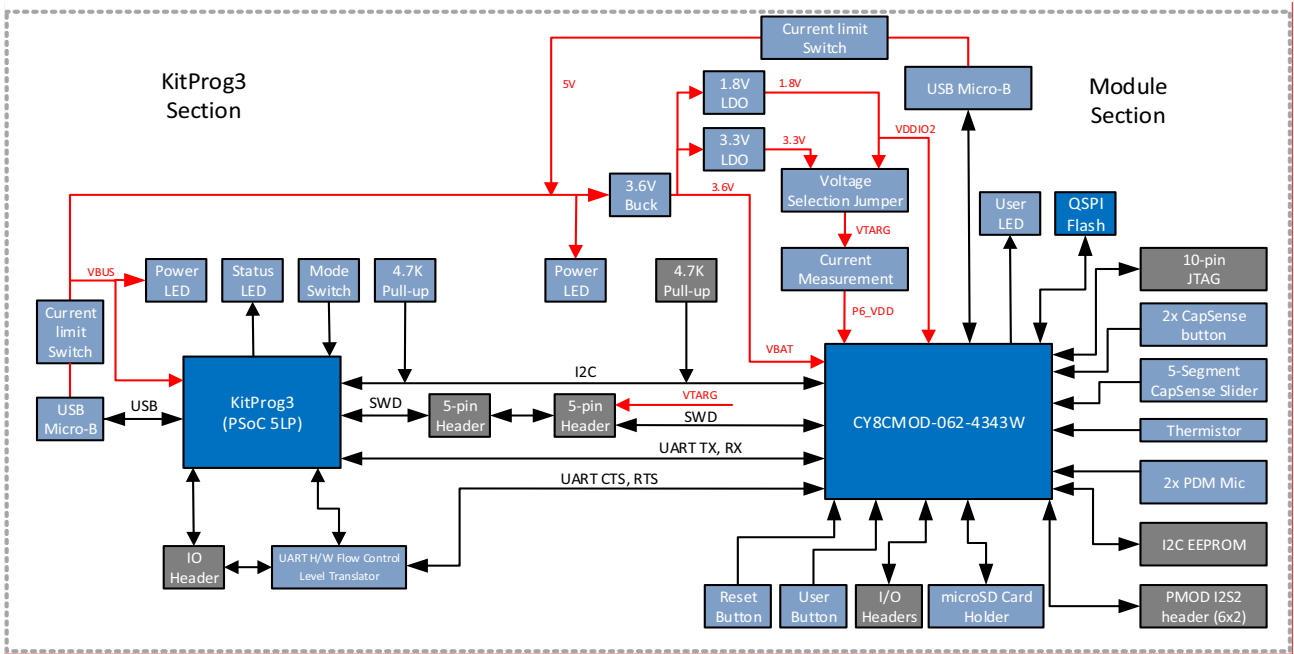 Current limit
Switch
KitProg3
Section
5V
1.8V
LDO
1.8V
USB Micro-B
Module
Section
VDDIO2
3.3V
LDO
3.3V
3.6V
Buck
3.6V
Voltage
Selection Jumper
User
LED
QSPI
Flash
VTARG
VBUS
Power
LED
Status
LED
Mode
Switch
4.7K
Pull-up
Power
LED
4.7K
Pull-up
Current
Measurement
10-pin
JTAG
Current
limit
Switch
P6_VDD
2x CapSense
button
VBAT
I2C
5-Segment
CapSense Slider
KitProg3
(PSoC 5LP)
USB
Micro-B
USB
SWD
5-pin
Header
5-pin
Header
VTARG
SWD
CY8CMOD-062-4343W
Thermistor
UART TX, RX
UART CTS, RTS
2x PDM Mic
I2C EEPROM
IO
Header
UART H/W Flow Control
Level Translator
Reset
Button
User
Button
I/O
Headers
microSD Card
Holder
PMOD I2S2
header (6x2)